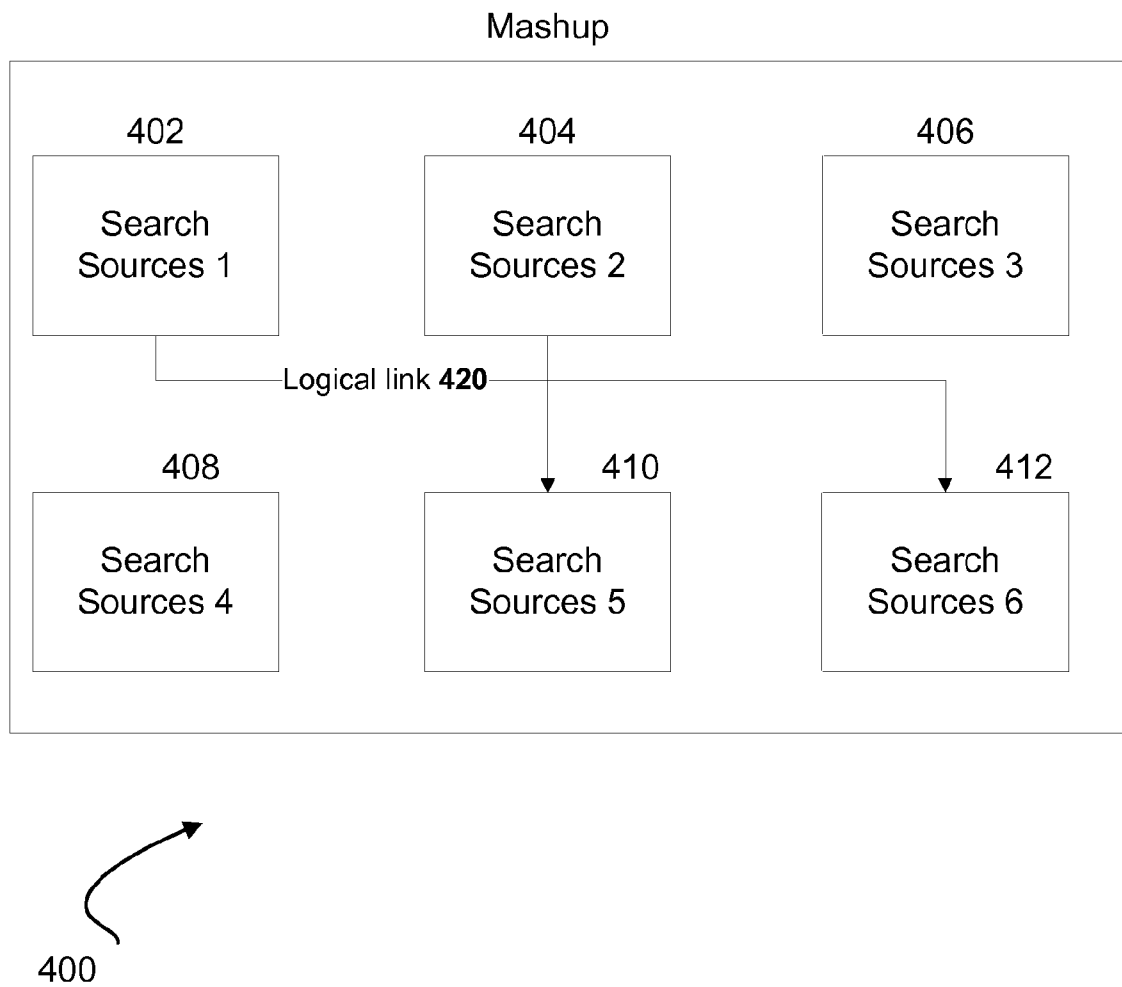 Mashup
402
404
406
Search
Sources 1
Search
Sources 2
Search
Sources 3
Logical link 420
408
410
412
Search
Sources 4
Search
Sources 5
Search
Sources 6
400